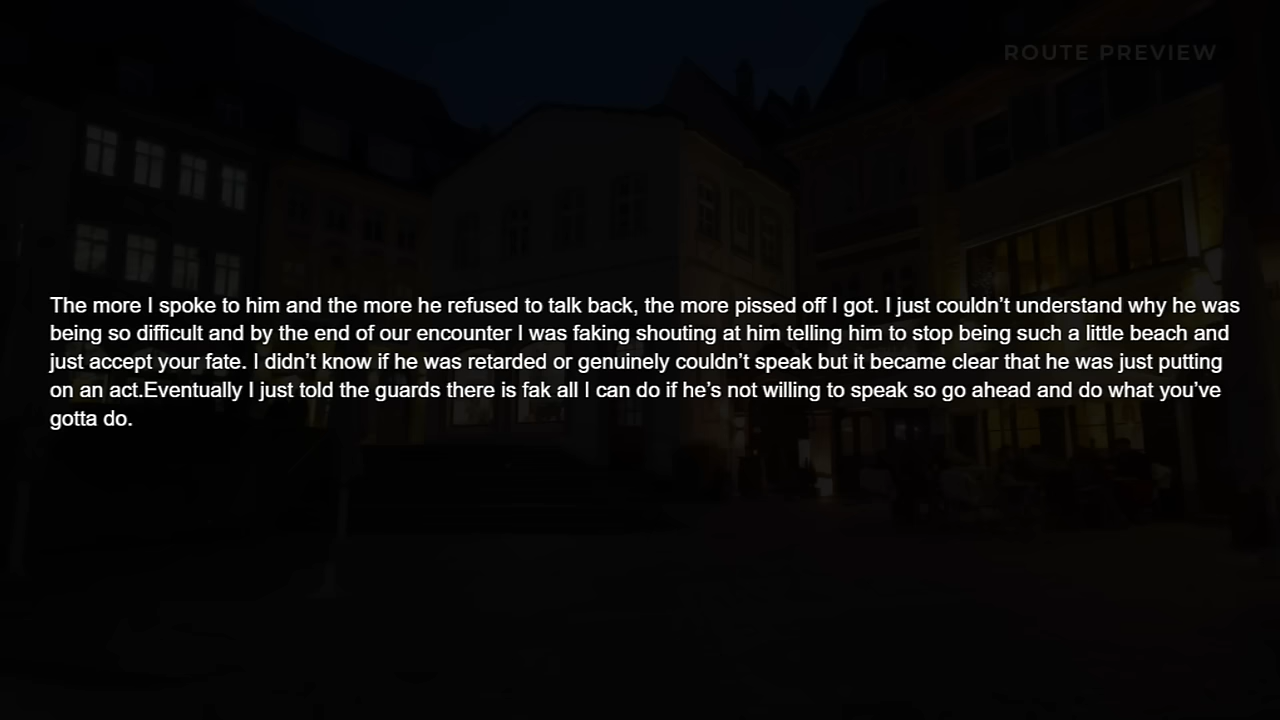 ROUTE PREVIEW
The more I spoke to him and the more he refused to talk back, the more pissed off I got. I just couldn’t understand why he was
being so difficult and by the end of our encounter I was faking shouting at him telling him to stop being such a little beach and
just accept your fate. I didn’t know if he was retarded or genuinely couldn’t speak but it became clear that he was just putting
on an act.Eventually I just told the guards there is fak all I can do if he’s not willing to speak so go ahead and do what you’ve
gotta do.